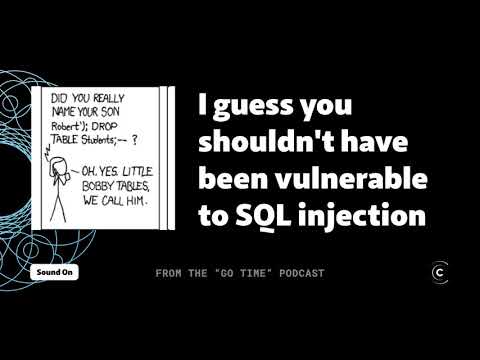 DID YOU REALLY
NAME YOUR SON
Robert'); DROP
TABLE Students;-- ?
OH, YES. LITTLE
BOBBY TABLES,
WE CALL HIM.
I guess you
shouldn't have
been vulnerable
to SQL injection
Sound On
FROM THE "GO TIME" PODCAST
C